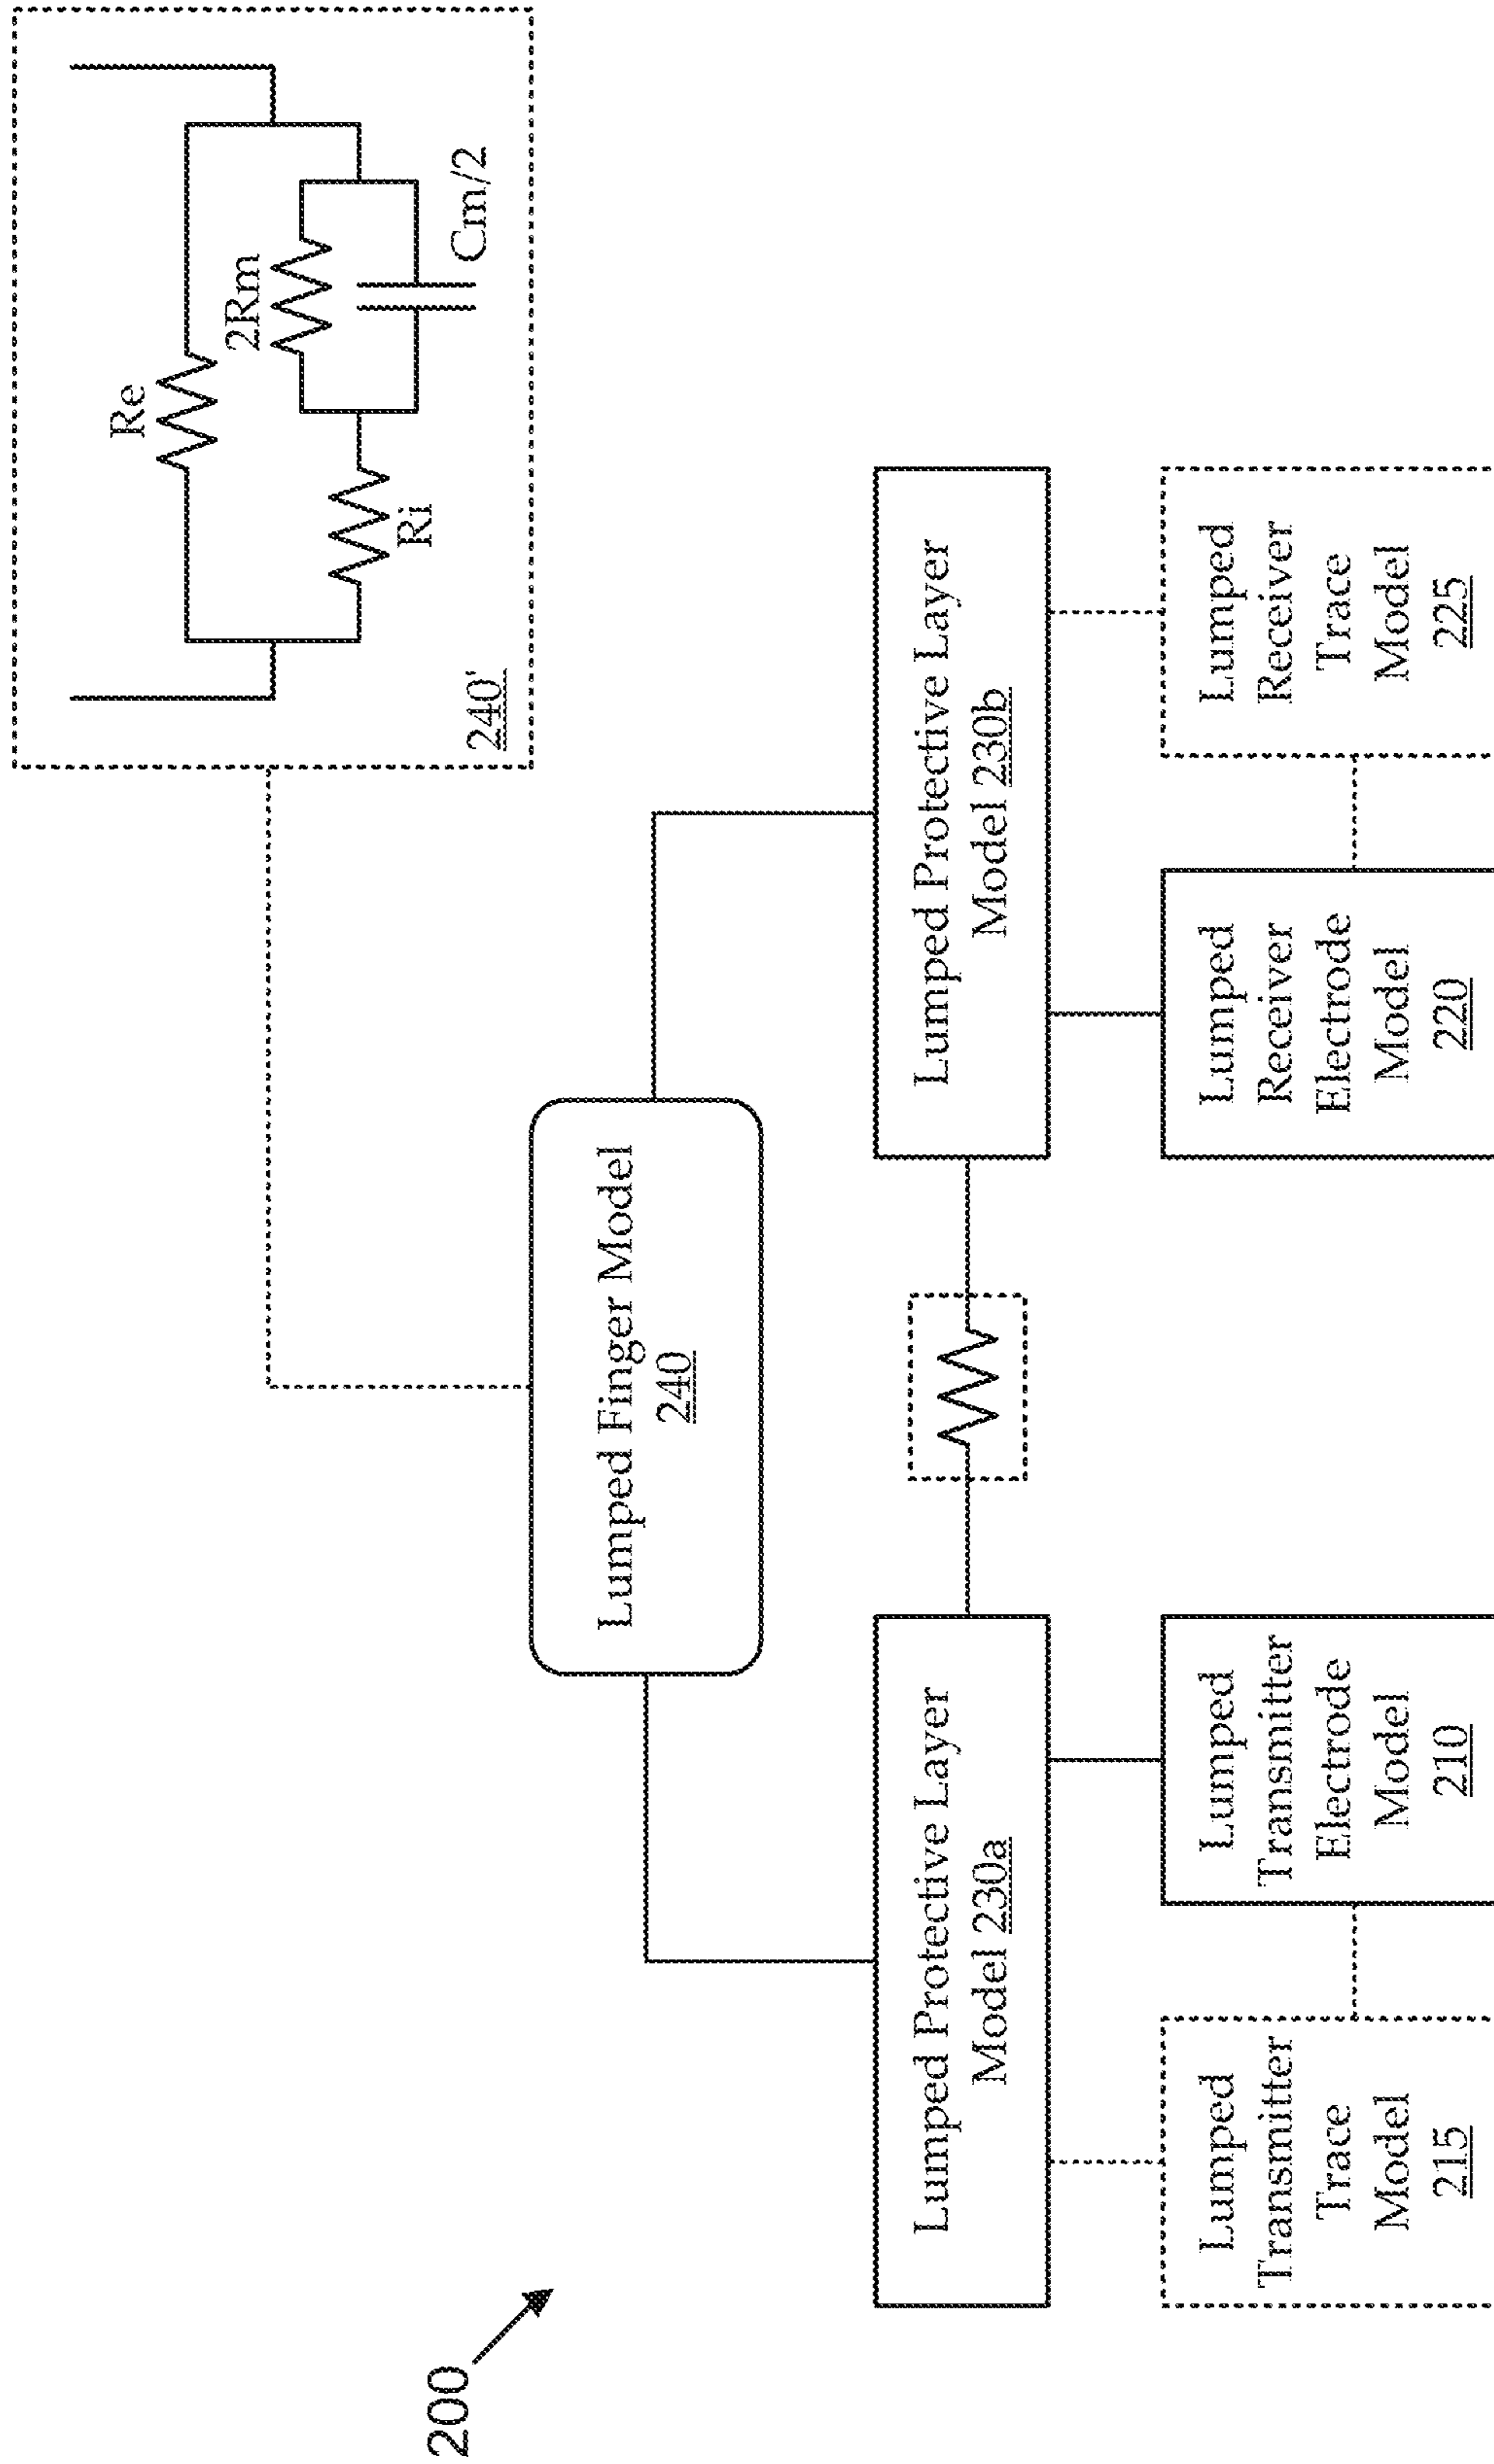 200
Re
2Rm
Ri
Cm/2
240'
Lumped Finger Model
240
Lumped Protective Layer
Model 230a
Lumped Protective Layer
Model 230b
Lumped
Transmitter
Trace
Model
215
Lumped
Transmitter
Electrode
Model
210
Lumped
Receiver
Electrode
Model
220
Lumped
Receiver
Trace
Model
225